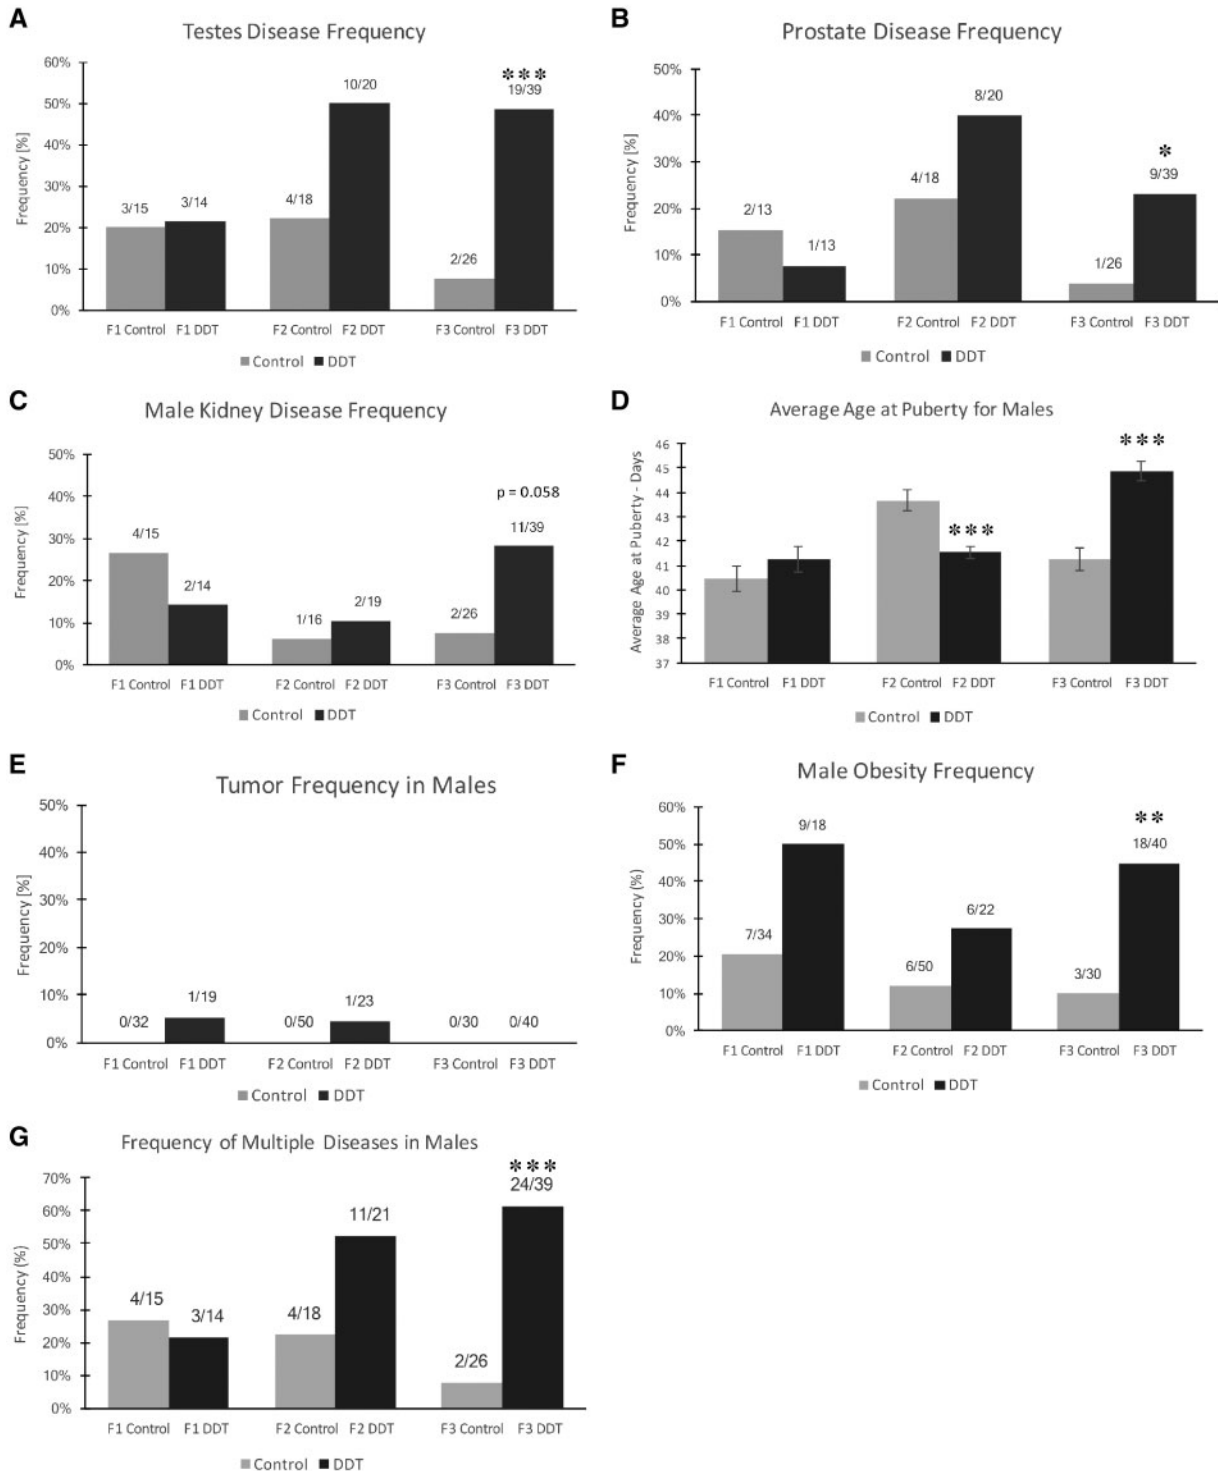 A
Testes Disease Frequency
60%
50%
40%
30%
20%
10%
0%
Frequency [%]
3/15
3/14
4/18
10/20
2/26
***
19/39
F1 Control F1 DDT F2 Control F2 DDT F3 Control F3 DDT
Control DDT
B
Prostate Disease Frequency
50%
40%
30%
20%
10%
0%
Frequency [%]
2/13
1/13
4/18
8/20
1/26
*
9/39
F1 Control F1 DDT F2 Control F2 DDT F3 Control F3 DDT
Control DDT
C
Male Kidney Disease Frequency
50%
40%
30%
20%
10%
0%
Frequency [%]
4/15
2/14
1/16
2/19
2/26
p = 0.058
11/39
F1 Control F1 DDT F2 Control F2 DDT F3 Control F3 DDT
Control DDT
D
Average Age at Puberty for Males
46
45
44
43
42
41
40
39
38
37
Average Age at Puberty - Days
***
***
F1 Control F1 DDT F2 Control F2 DDT F3 Control F3 DDT
Control DDT
E
Tumor Frequency in Males
50%
40%
30%
20%
10%
0%
Frequency [%]
0/32
1/19
0/50
1/23
0/30
0/40
F1 Control F1 DDT F2 Control F2 DDT F3 Control F3 DDT
Control DDT
F
Male Obesity Frequency
60%
50%
40%
30%
20%
10%
0%
Frequency (%)
7/34
9/18
6/50
6/22
3/30
**
18/40
F1 Control F1 DDT F2 Control F2 DDT F3 Control F3 DDT
Control DDT
G
Frequency of Multiple Diseases in Males
70%
60%
50%
40%
30%
20%
10%
0%
Frequency (%)
4/15
3/14
4/18
11/21
2/26
***
24/39
F1 Control F1 DDT F2 Control F2 DDT F3 Control F3 DDT
Control DDT